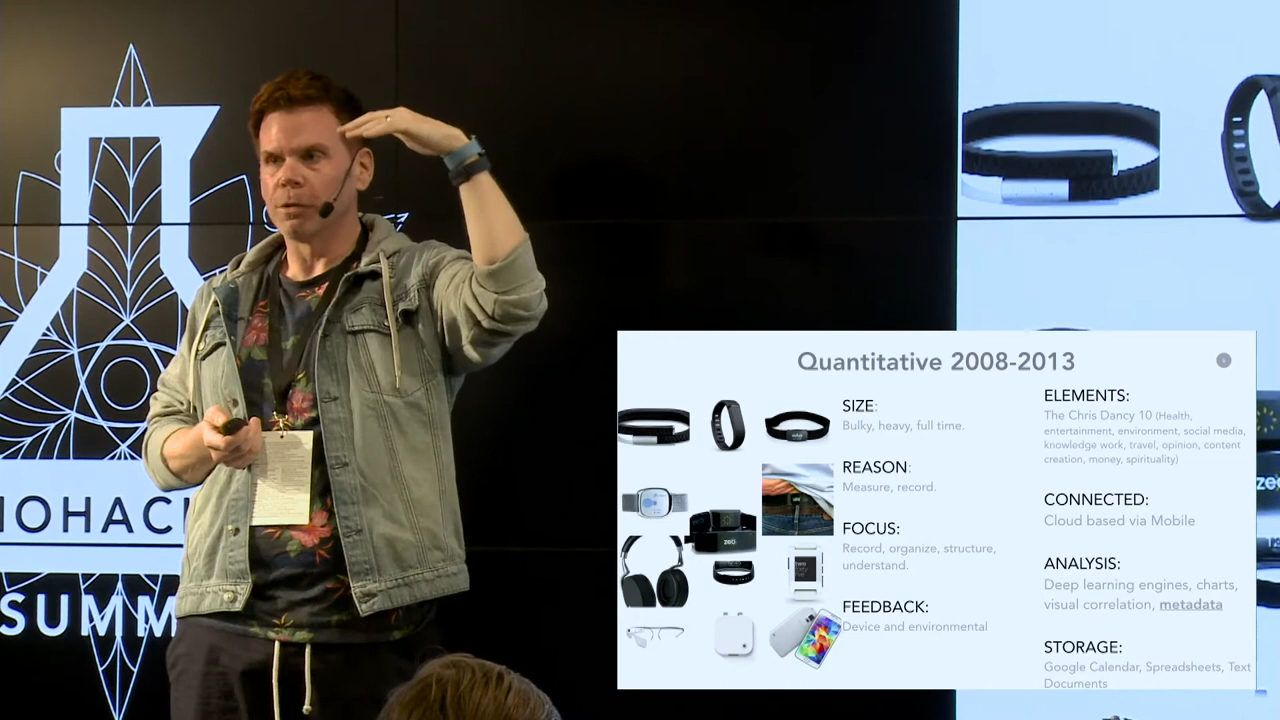 IOHAC
SUMM
Quantitative 2008-2013
SIZE:
Bulky, heavy, full time.
REASON:
Measure, record.
FOCUS:
Record, organize, structure,
understand.
FEEDBACK:
Device and environmental
ELEMENTS:
The Chris Dancy 10 (Health,
entertainment, environment, social media,
knowledge work, travel, opinion, content
creation, money, spirituality)
CONNECTED:
Cloud based via Mobile
ANALYSIS:
Deep learning engines, charts,
visual correlation, metadata
STORAGE:
Google Calendar, Spreadsheets, Text
Documents
zeo
ze